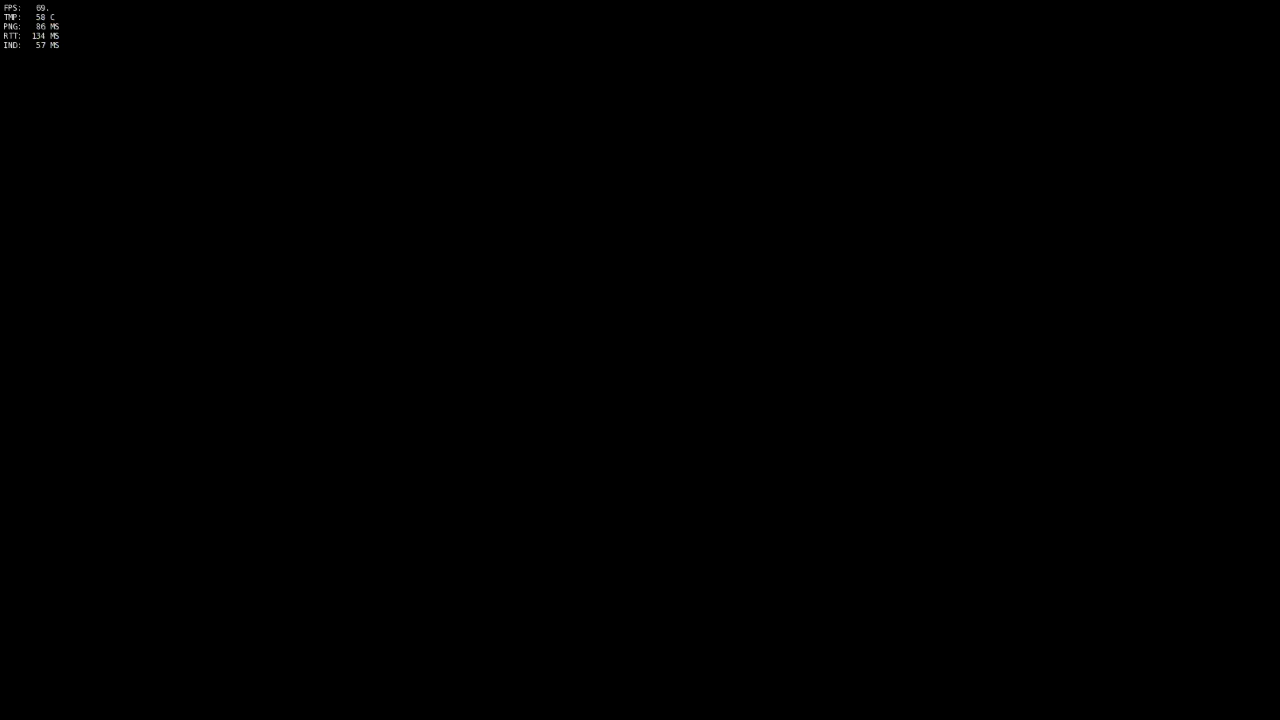 FPS: 69.
TMP: 58 C
PNG: 86 MS
RTT: 134 MS
IND: 57 MS